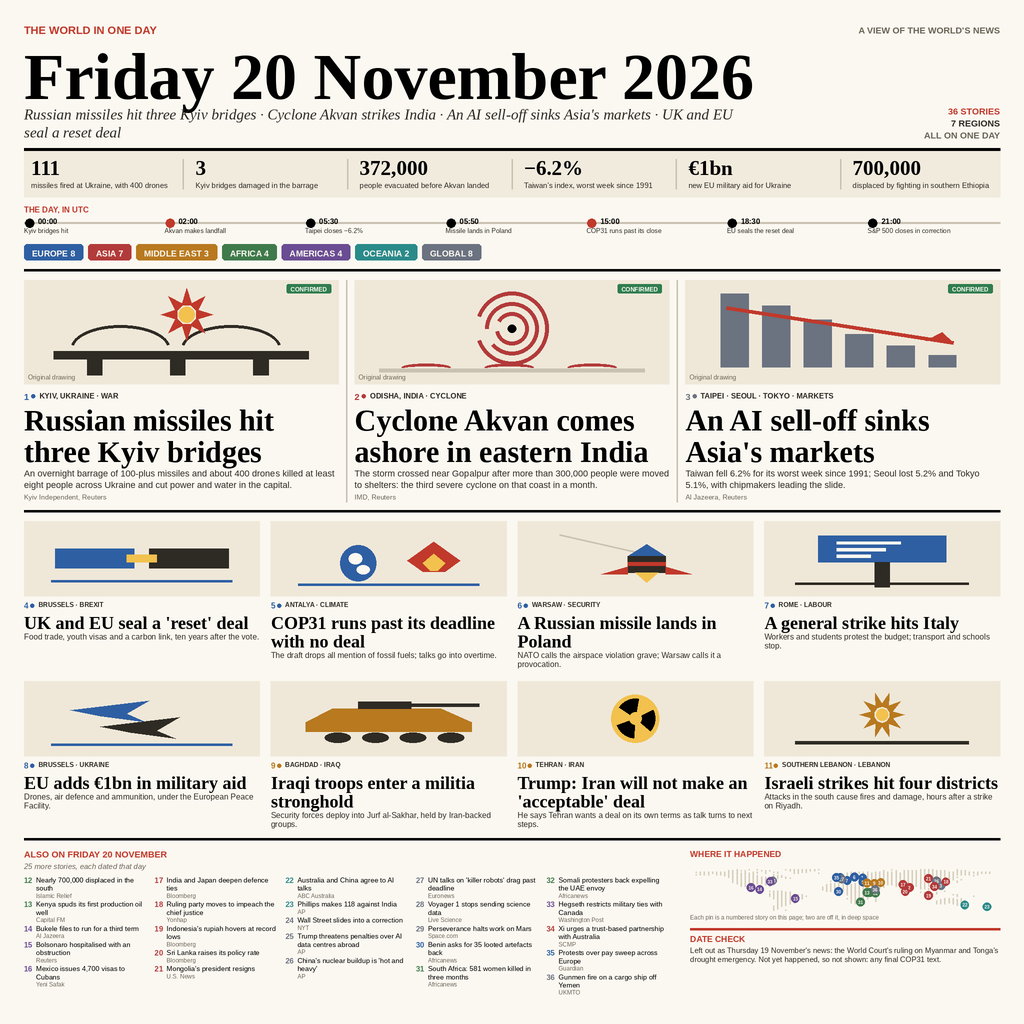 THE WORLD IN ONE DAY
A VIEW OF THE WORLD'S NEWS
Friday 20 November 2026
Russian missiles hit three Kyiv bridges · Cyclone Akvan strikes India · An AI sell-off sinks Asia's markets · UK and EU
seal a reset deal
36 STORIES
7 REGIONS
ALL ON ONE DAY
111
missiles fired at Ukraine, with 400 drones
3
Kyiv bridges damaged in the barrage
372,000
people evacuated before Akvan landed
−6.2%
Taiwan's index, worst week since 1991
€1bn
new EU military aid for Ukraine
700,000
displaced by fighting in southern Ethiopia
THE DAY, IN UTC
00:00
Kyiv bridges hit
02:00
Akvan makes landfall
05:30
Taipei closes −6.2%
05:50
Missile lands in Poland
15:00
COP31 runs past its close
18:30
EU seals the reset deal
21:00
S&P 500 closes in correction
EUROPE 8
ASIA 7
MIDDLE EAST 3
AFRICA 4
AMERICAS 4
OCEANIA 2
GLOBAL 8
CONFIRMED
Original drawing
1 KYIV, UKRAINE · WAR
Russian missiles hit
three Kyiv bridges
An overnight barrage of 100-plus missiles and about 400 drones killed at least
eight people across Ukraine and cut power and water in the capital.
Kyiv Independent, Reuters
CONFIRMED
Original drawing
2 ODISHA, INDIA · CYCLONE
Cyclone Akvan comes
ashore in eastern India
The storm crossed near Gopalpur after more than 300,000 people were moved
to shelters: the third severe cyclone on that coast in a month.
IMD, Reuters
CONFIRMED
Original drawing
3 TAIPEI · SEOUL · TOKYO · MARKETS
An AI sell-off sinks
Asia's markets
Taiwan fell 6.2% for its worst week since 1991; Seoul lost 5.2% and Tokyo
5.1%, with chipmakers leading the slide.
Al Jazeera, Reuters
4 BRUSSELS · BREXIT
UK and EU seal a 'reset' deal
Food trade, youth visas and a carbon link, ten years after the vote.
5 ANTALYA · CLIMATE
COP31 runs past its deadline
with no deal
The draft drops all mention of fossil fuels; talks go into overtime.
6 WARSAW · SECURITY
A Russian missile lands in
Poland
NATO calls the airspace violation grave; Warsaw calls it a
provocation.
7 ROME · LABOUR
A general strike hits Italy
Workers and students protest the budget; transport and schools
stop.
8 BRUSSELS · UKRAINE
EU adds €1bn in military aid
Drones, air defence and ammunition, under the European Peace
Facility.
9 BAGHDAD · IRAQ
Iraqi troops enter a militia
stronghold
Security forces deploy into Jurf al-Sakhar, held by Iran-backed
groups.
10 TEHRAN · IRAN
Trump: Iran will not make an
'acceptable' deal
He says Tehran wants a deal on its own terms as talk turns to next
steps.
11 SOUTHERN LEBANON · LEBANON
Israeli strikes hit four districts
Attacks in the south cause fires and damage, hours after a strike
on Riyadh.
ALSO ON FRIDAY 20 NOVEMBER
25 more stories, each dated that day
12 Nearly 700,000 displaced in the
south
Islamic Relief
13 Kenya spuds its first production oil
well
Capital FM
14 Bukele files to run for a third term
Al Jazeera
15 Bolsonaro hospitalised with an
obstruction
Reuters
16 Mexico issues 4,700 visas to
Cubans
Yeni Safak
17 India and Japan deepen defence
ties
Bloomberg
18 Ruling party moves to impeach the
chief justice
Yonhap
19 Indonesia's rupiah hovers at record
lows
Bloomberg
20 Sri Lanka raises its policy rate
Bloomberg
21 Mongolia's president resigns
U.S. News
22 Australia and China agree to AI
talks
ABC News
23 Phillips makes 118 against India
AP
24 Wall Street slides into a correction
NYT
25 Trump threatens penalties over AI
data centres abroad
AP
26 China's nuclear buildup is 'hot and
heavy'
AP
27 UN talks on 'killer robots' drag past
deadline
Euronews
28 Voyager 1 stops sending science
data
Live Science
29 Perseverance halts work on Mars
Space.com
30 Benin asks for 35 looted artefacts
back
Africanews
31 South Africa: 581 women killed in
three months
Africanews
32 Somali protesters back expelling
the UAE envoy
Africanews
33 Hegseth restricts military ties with
Canada
Washington Post
34 Xi urges a trust-based partnership
with Australia
SCMP
35 Protests over pay sweep across
Europe
Guardian
36 Gunmen fire on a cargo ship off
Yemen
UKMTO
WHERE IT HAPPENED
Each pin is a numbered story on this page; two are off it, in deep space
DATE CHECK
Left out as Thursday 19 November's news: the World Court's ruling on Myanmar and Tonga's
drought emergency. Not yet happened, so not shown: any final COP31 text.